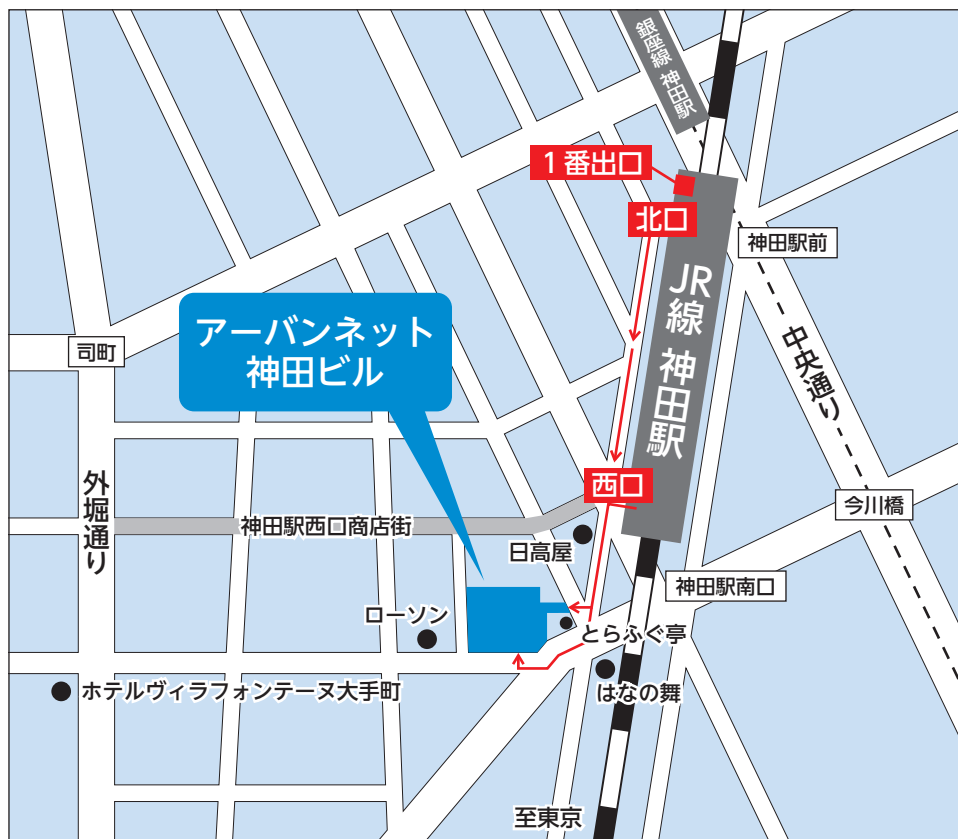 銀座線 神田駅
1番出口
北口
神田駅前
JR線 神田駅
アーバンネット
神田ビル
司町
中央通り
西口
外堀通り
今川橋
神田駅西口商店街
日高屋
神田駅南口
ローソン
とらふぐ亭
ホテルヴィラフォンテーヌ大手町
はなの舞
至東京